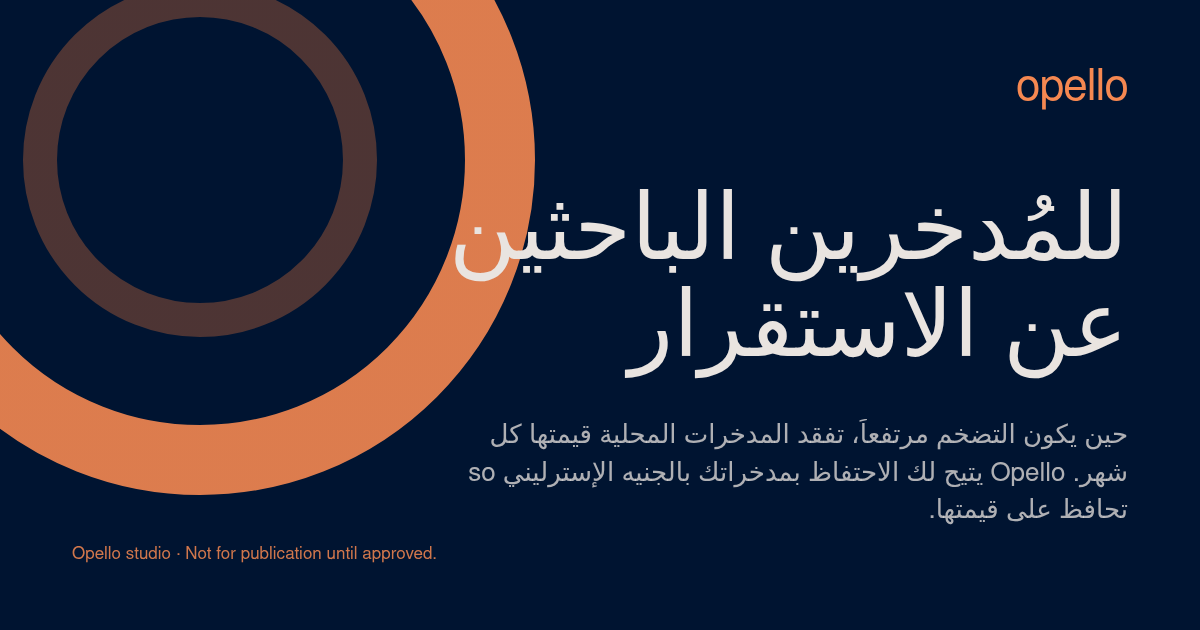 opello
للمُدخرين الباحثين
عن الاستقرار
حين يكون التضخم مرتفعاً، تفقد المدخرات المحلية قيمتها كل
شهر. Opello يتيح لك الاحتفاظ بمدخراتك بالجنيه الإسترليني so
تحافظ على قيمتها.
Opello studio · Not for publication until approved.